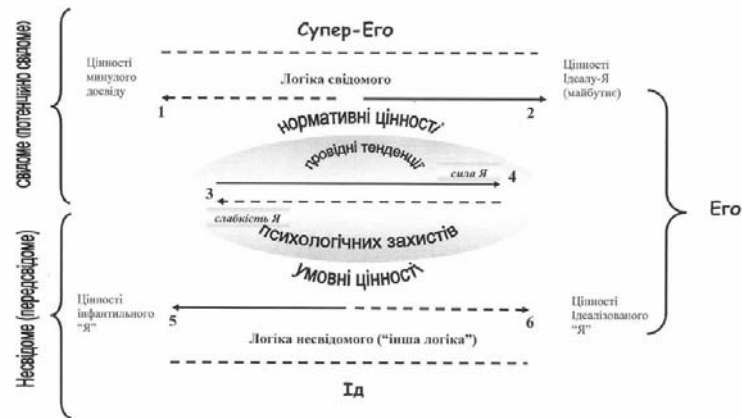 Супер-Его
Свідоме (потенчійно свідоме)
Цінності
минулого
досвіду
Логіка свідомого
Цінності
Ідеалу-Я
(майбутнє)
1
2
нормативні цінності
провідні тенденції
сила Я
3
4
Его
слабкість Я
психологічних захистів
умовні цінності
Несвідоме (передсвідоме)
Цінності
інфантильного
“Я”
5
6
Цінності
Ідеалізованого
“Я”
Логіка несвідомого (“інша логіка”)
Ід